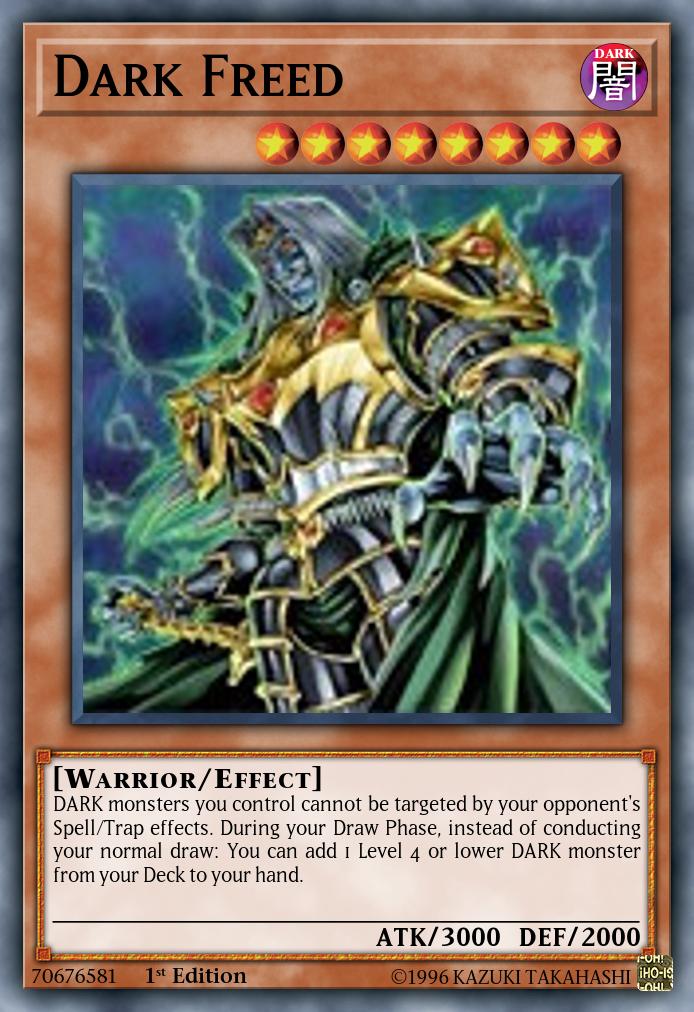 DARK FREED
DARK
闇
[WARRIOR/EFFECT]
DARK monsters you control cannot be targeted by your opponent's
Spell/Trap effects. During your Draw Phase, instead of conducting
your normal draw: You can add 1 Level 4 or lower DARK monster
from your Deck to your hand.
ATK/3000 DEF/2000
70676581 1st Edition ©1996 KAZUKI TAKAHASHI